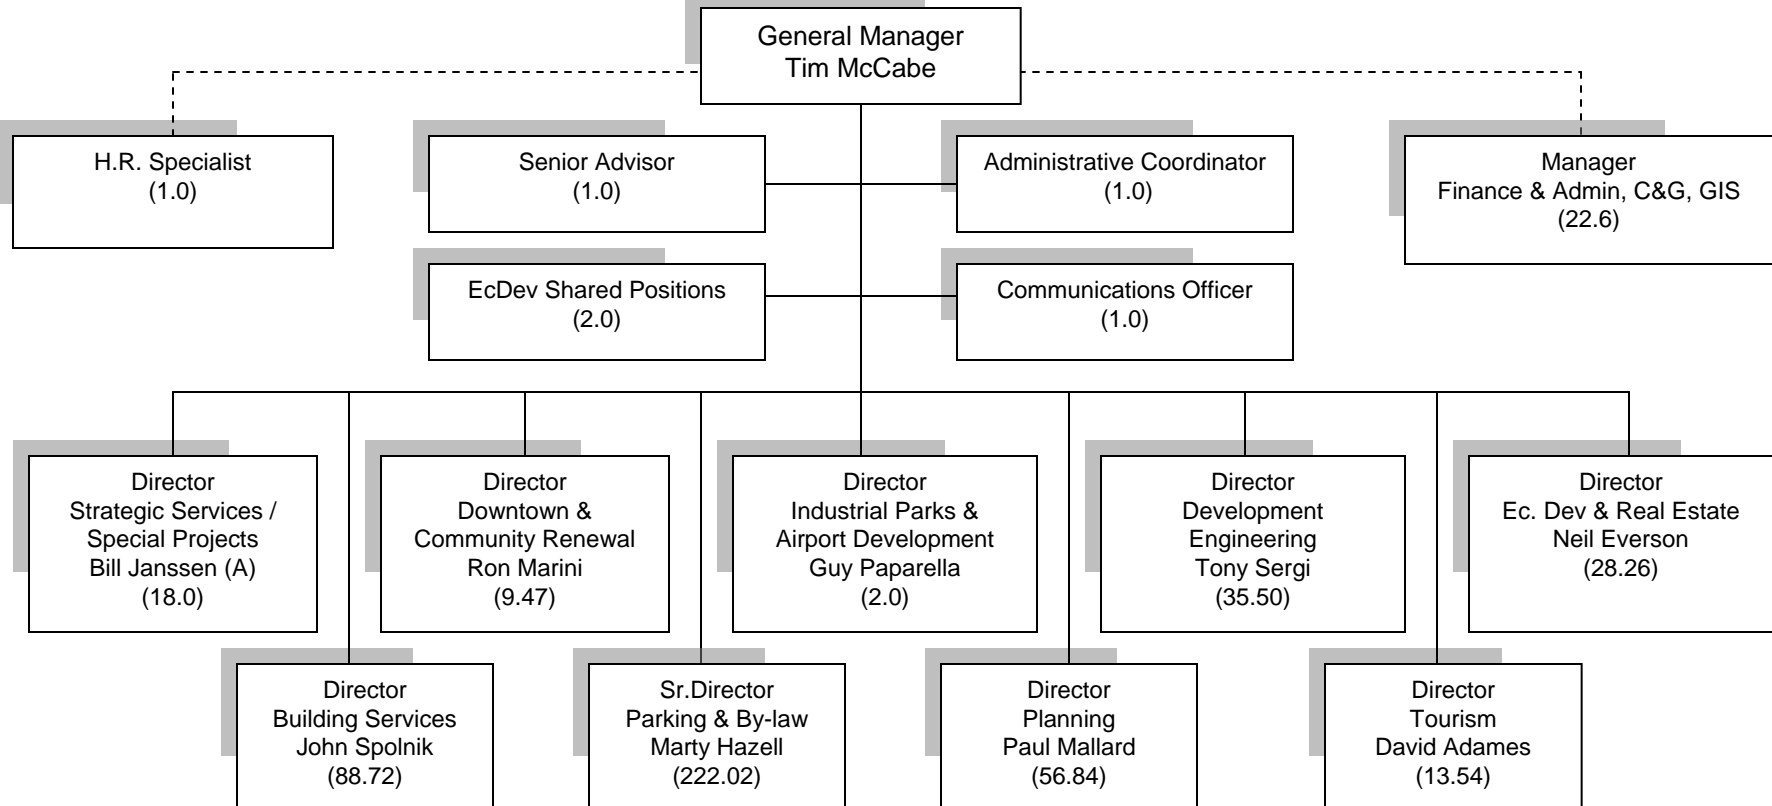 General Manager
Tim McCabe
H.R. Specialist
(1.0)
Senior Advisor
(1.0)
Administrative Coordinator
(1.0)
Manager
Finance & Admin, C&G, GIS
(22.6)
EcDev Shared Positions
(2.0)
Communications Officer
(1.0)
Director
Strategic Services /
Special Projects
Bill Janssen (A)
(18.0)
Director
Downtown &
Community Renewal
Ron Marini
(9.47)
Director
Industrial Parks &
Airport Development
Guy Paparella
(2.0)
Director
Development
Engineering
Tony Sergi
(35.50)
Director
Ec. Dev & Real Estate
Neil Everson
(28.26)
Director
Building Services
John Spolnik
(88.72)
Sr.Director
Parking & By-law
Marty Hazell
(222.02)
Director
Planning
Paul Mallard
(56.84)
Director
Tourism
David Adames
(13.54)